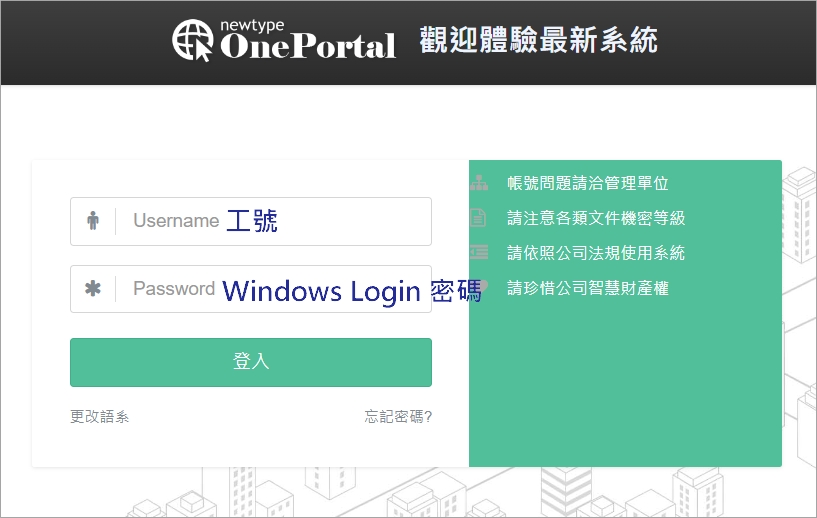 newtype
OnePortal 觀迎體驗最新系統
Username 工號
Password Windows Login 密碼
登入
更改語系 忘記密碼?
帳號問題請洽管理單位
請注意各類文件機密等級
請依照公司法規使用系統
請珍惜公司智慧財產權